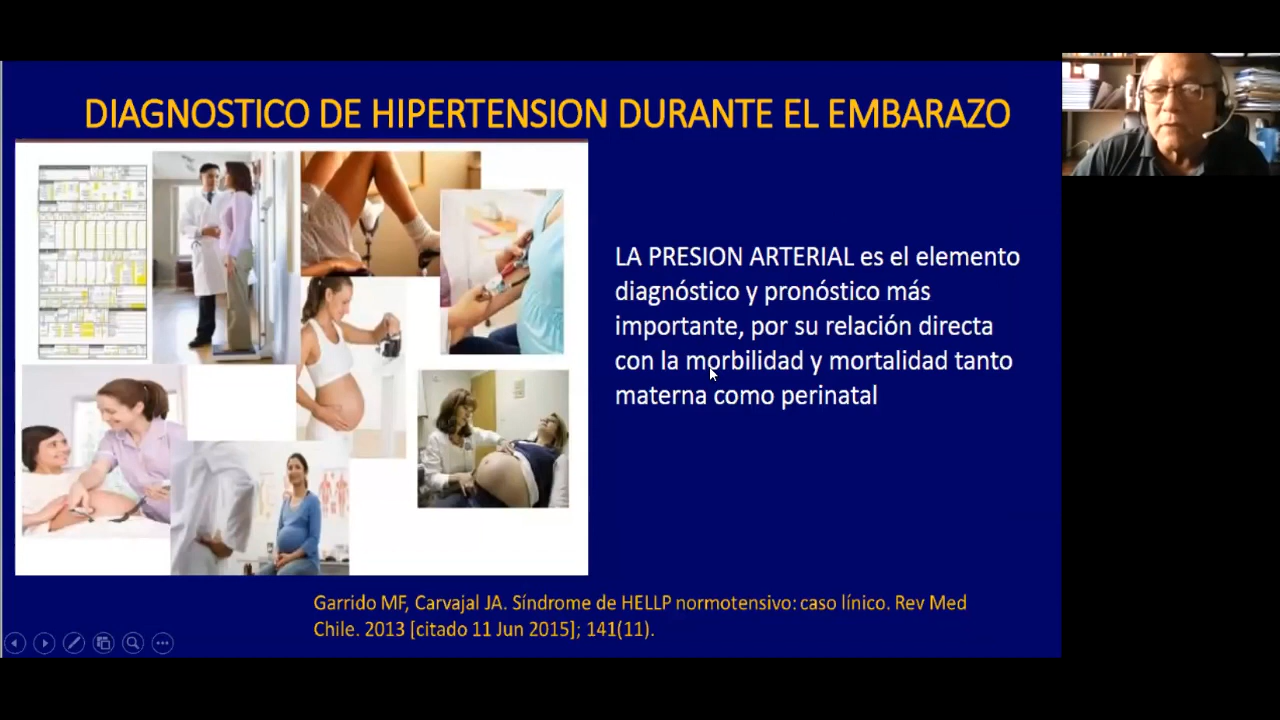 DIAGNOSTICO DE HIPERTENSION DURANTE EL EMBARAZO
LA PRESION ARTERIAL es el elemento
diagnóstico y pronóstico más
importante, por su relación directa
con la morbilidad y mortalidad tanto
materna como perinatal
Garrido MF, Carvajal JA. Síndrome de HELLP normotensivo: caso línico. Rev Med
Chile. 2013 [citado 11 Jun 2015]; 141(11).